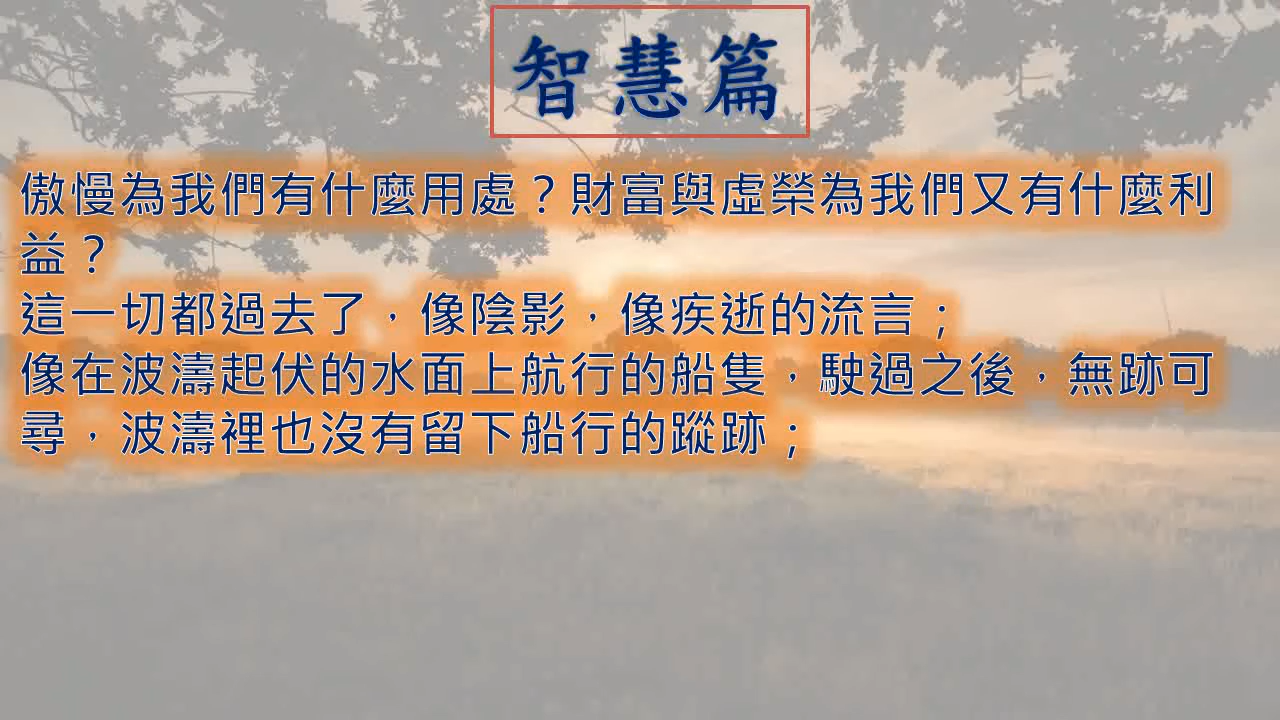 智慧篇
傲慢為我們有什麼用處？財富與虛榮為我們又有什麼利
益？
這一切都過去了，像陰影，像疾逝的流言；
像在波濤起伏的水面上航行的船隻，駛過之後，無跡可
尋，波濤裡也沒有留下船行的蹤跡；